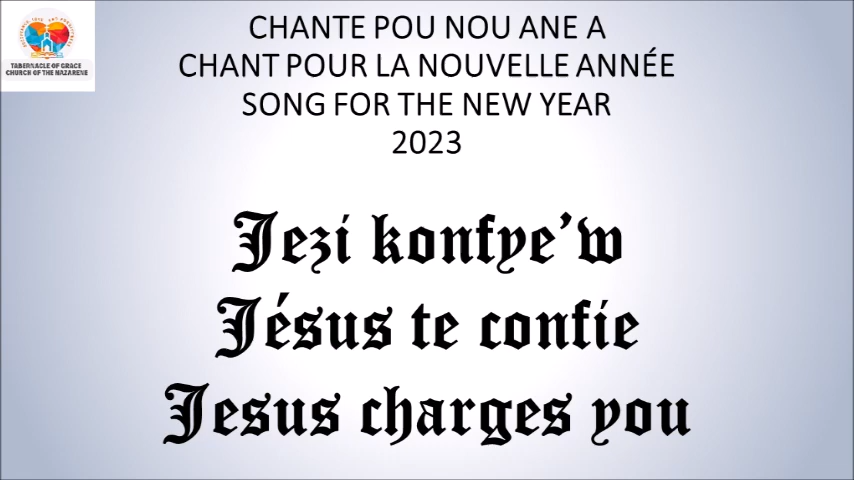 TABERNACLE OF GRACE
CHURCH OF THE NAZARENE
CHANTE POU NOU ANE A
CHANT POUR LA NOUVELLE ANNÉE
SONG FOR THE NEW YEAR
2023
Jezi konfye'w
Jésus te confie
Jesus charges you